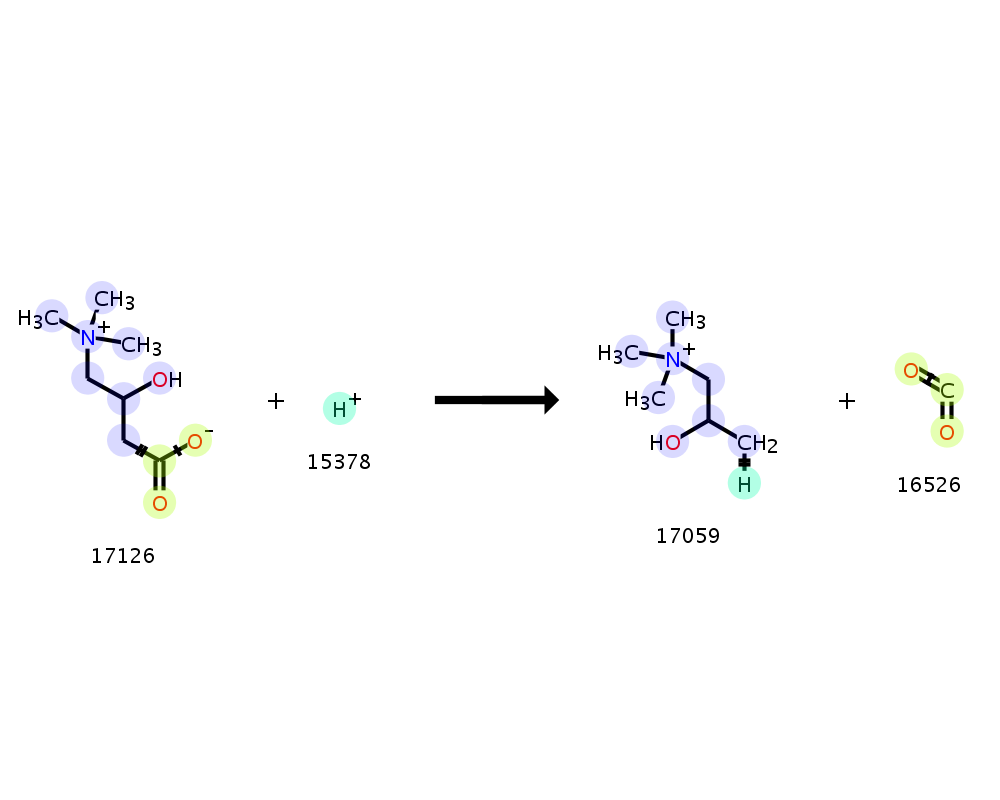 CH3
H3C
N+
CH3
OH
O-
O
17126
+
H+
15378
CH3
H3C
N+
H3C
HO
CH2
H
17059
+
O
C
O
16526